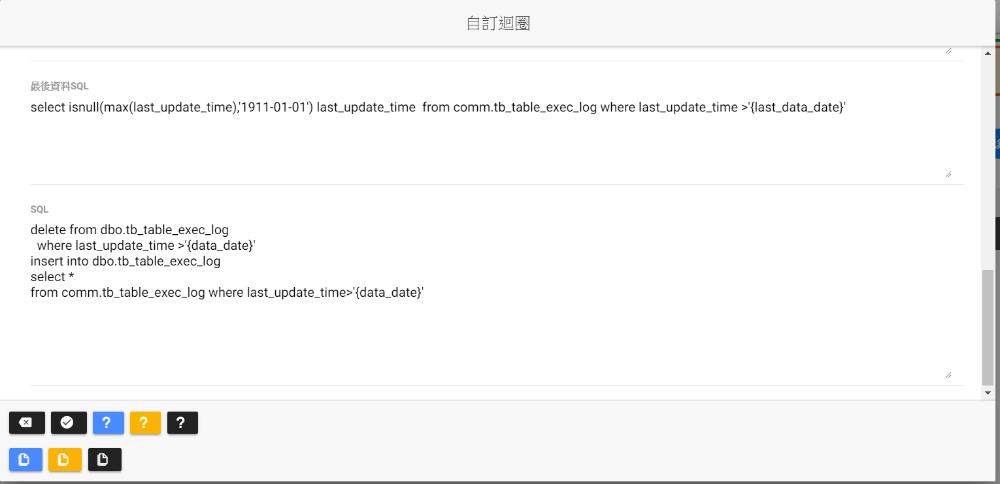 自訂迴圈
最後資料SQL
select isnull(max(last_update_time),'1911-01-01') last_update_time  from comm.tb_table_exec_log where last_update_time >'{last_data_date}'
SQL
delete from dbo.tb_table_exec_log
  where last_update_time >'{data_date}'
insert into dbo.tb_table_exec_log
select *
from comm.tb_table_exec_log where last_update_time>'{data_date}'
? ? ?